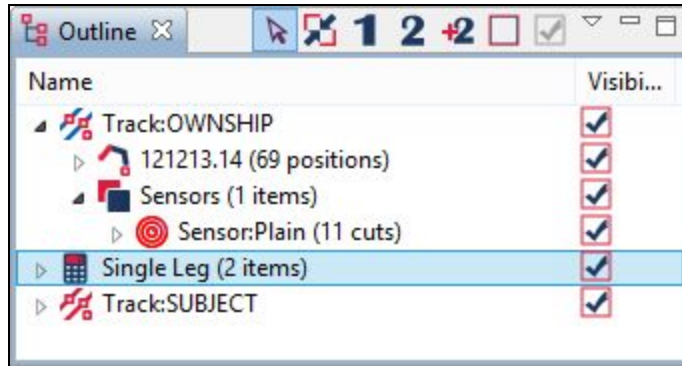 Outline 1 2 +2
Name Visibi...
Track:OWNSHIP
121213.14 (69 positions)
Sensors (1 items)
Sensor:Plain (11 cuts)
Single Leg (2 items)
Track:SUBJECT